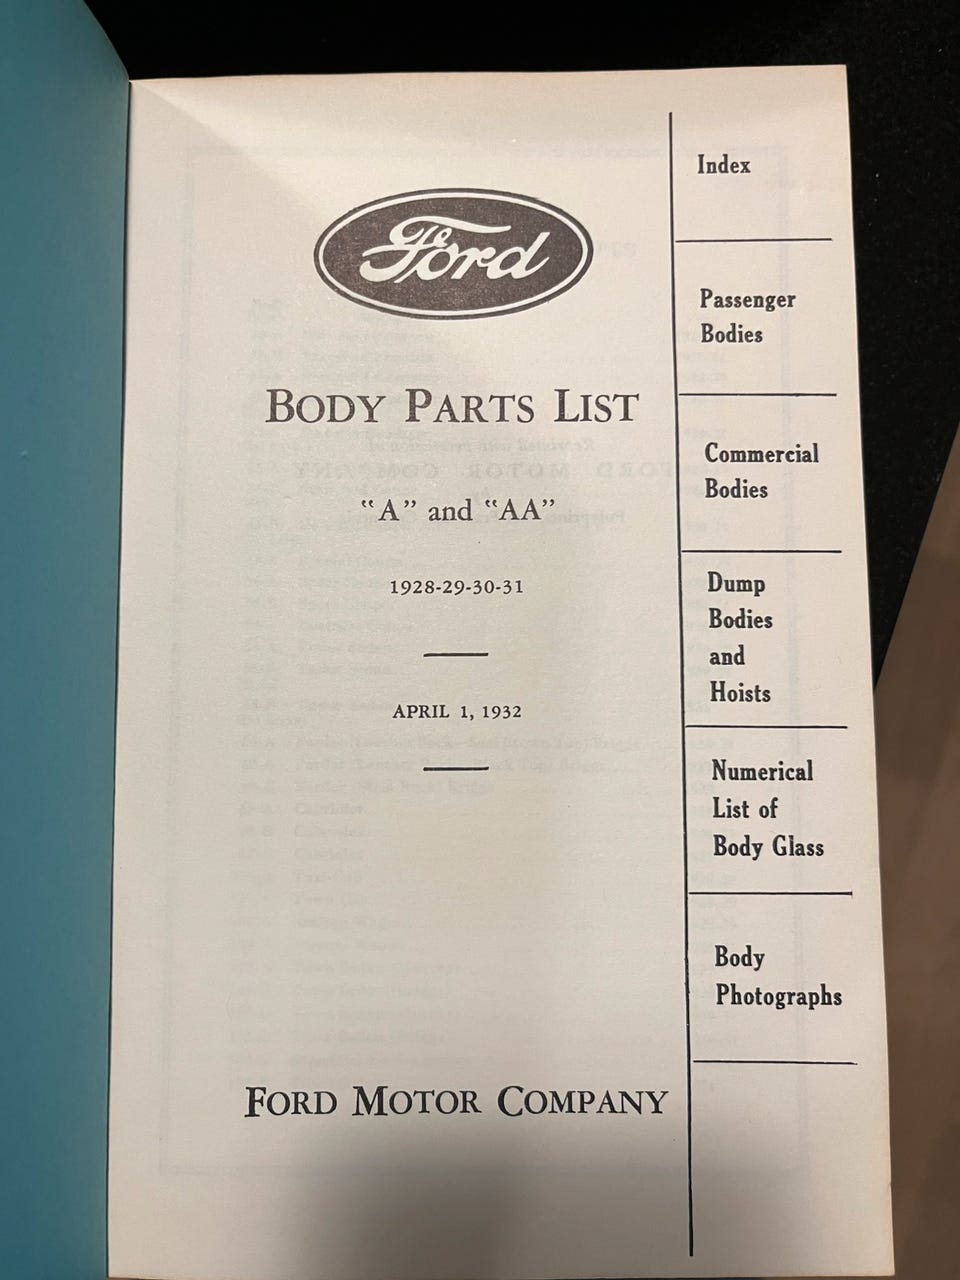 Ford
BODY PARTS LIST
"A" and "AA"
1928-29-30-31
APRIL 1, 1932
FORD MOTOR COMPANY
Index
Passenger
Bodies
Commercial
Bodies
Dump
Bodies
and
Hoists
Numerical
List of
Body Glass
Body
Photographs